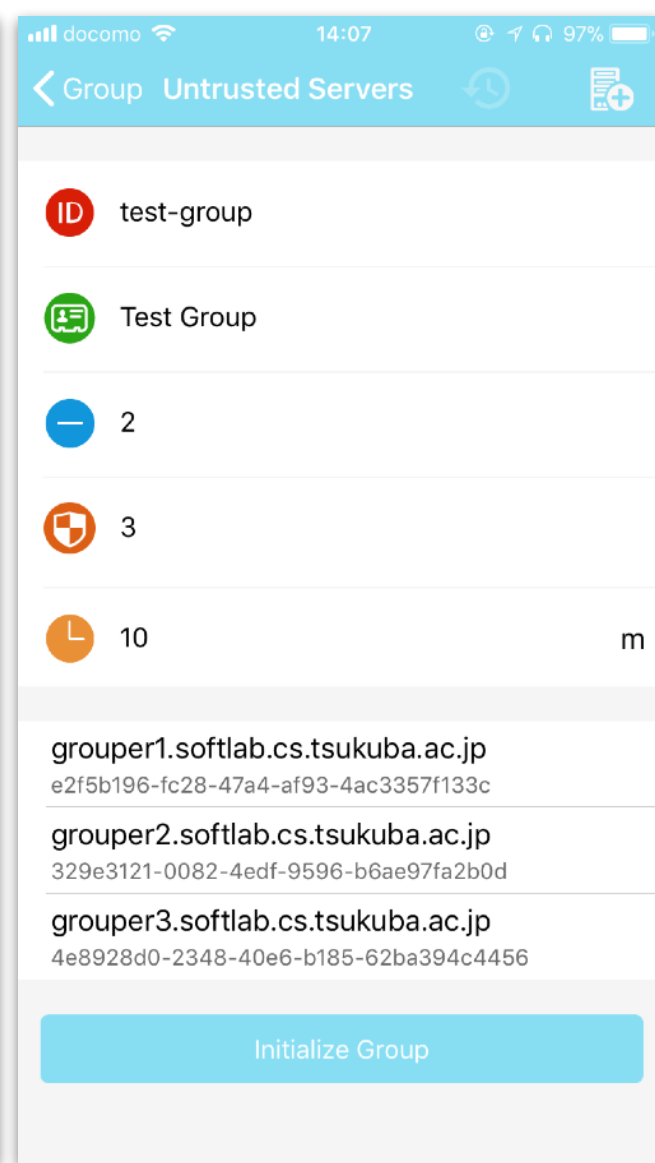 docomo 14:07 97%
Group Untrusted Servers
ID test-group
Test Group
2
3
10 m
grouper1.softlab.cs.tsukuba.ac.jp
e2f5b196-fc28-47a4-af93-4ac3357f133c
grouper2.softlab.cs.tsukuba.ac.jp
329e3121-0082-4edf-9596-b6ae97fa2b0d
grouper3.softlab.cs.tsukuba.ac.jp
4e8928d0-2348-40e6-b185-62ba394c4456
Initialize Group